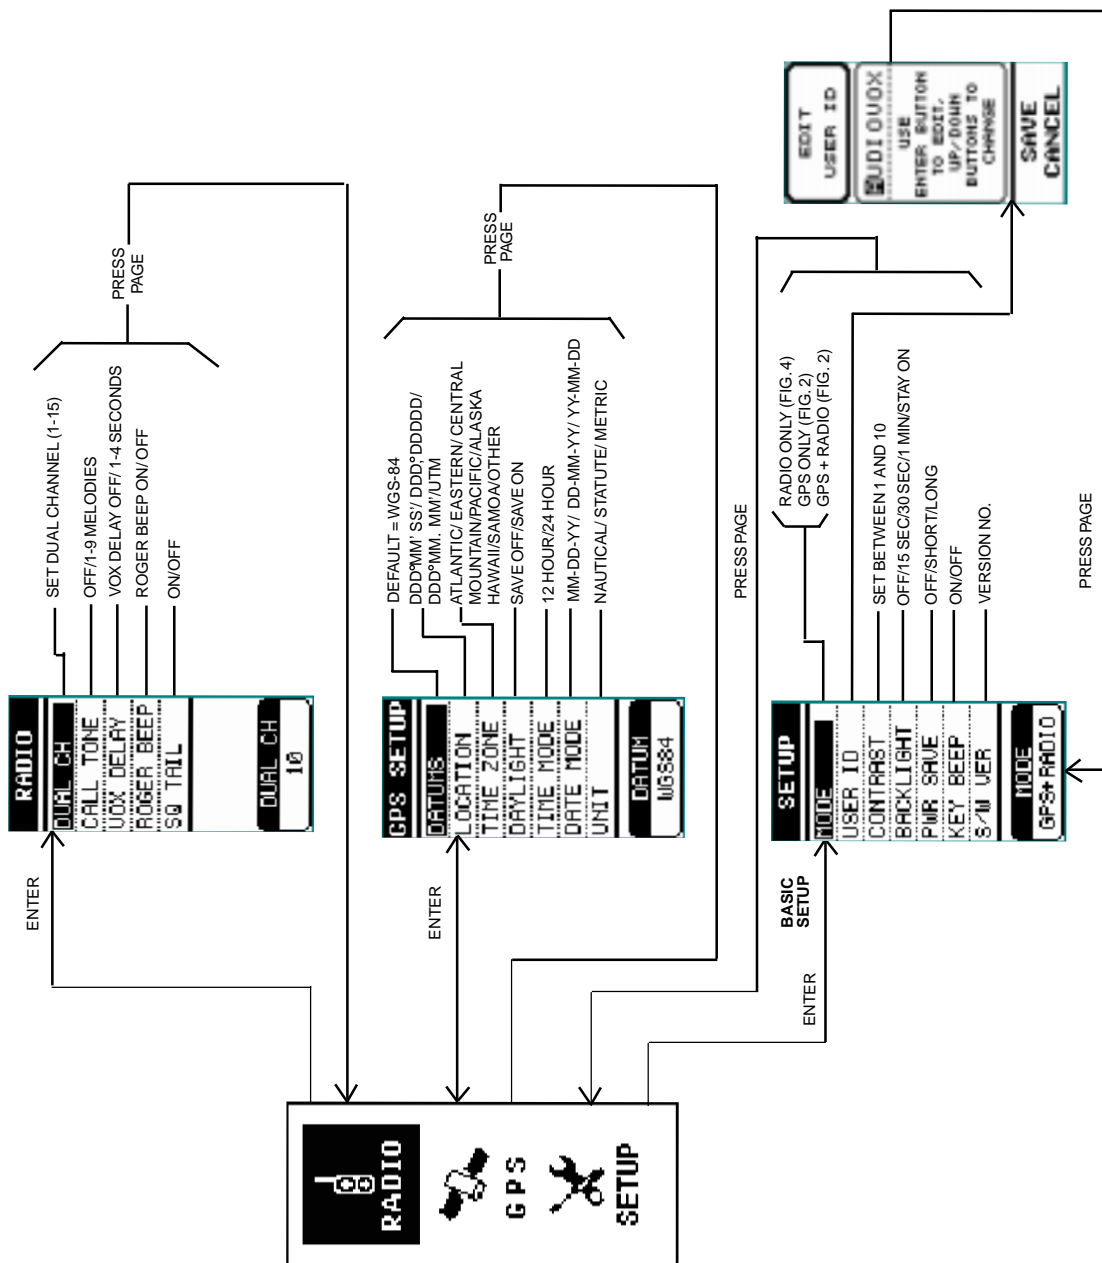 RADIO
GPS
SETUP
ENTER
RADIO
DUAL CH
CALL TONE
VOX DELAY
ROGER BEEP
SQ TAIL
DUAL CH
10
SET DUAL CHANNEL (1-15)
OFF/1-9 MELODIES
VOX DELAY OFF/ 1-4 SECONDS
ROGER BEEP ON/ OFF
ON/OFF
PRESS
PAGE
ENTER
GPS SETUP
DATUMS
LOCATION
TIME ZONE
DAYLIGHT
TIME MODE
DATE MODE
UNIT
DATUM
WGS84
DEFAULT = WGS-84
DDDºMM' SS'/ DDD,ºDDDDD/
DDDºMM. MM'/UTM
ATLANTIC/ EASTERN/ CENTRAL
MOUNTAIN/PACIFIC/ALASKA
HAWAII/SAMOA/OTHER
SAVE OFF/SAVE ON
12 HOUR/24 HOUR
MM-DD-YY/ DD-MM-YY/ YY-MM-DD
NAUTICAL/ STATUTE/ METRIC
PRESS
PAGE
PRESS PAGE
ENTER
BASIC
SETUP
SETUP
MODE
USER ID
CONTRAST
BACKLIGHT
PWR SAVE
KEY BEEP
S/W VER
MODE
GPS+RADIO
RADIO ONLY (FIG. 4)
GPS ONLY (FIG. 2)
GPS + RADIO (FIG. 2)
SET BETWEEN 1 AND 10
OFF/15 SEC/30 SEC/1 MIN/STAY ON
OFF/SHORT/LONG
ON/OFF
VERSION NO.
EDIT
USER ID
AUDIOVOX
USE
ENTER BUTTON
TO EDIT.
UP/DOWN
BUTTONS TO
CHANGE
SAVE
CANCEL
PRESS PAGE